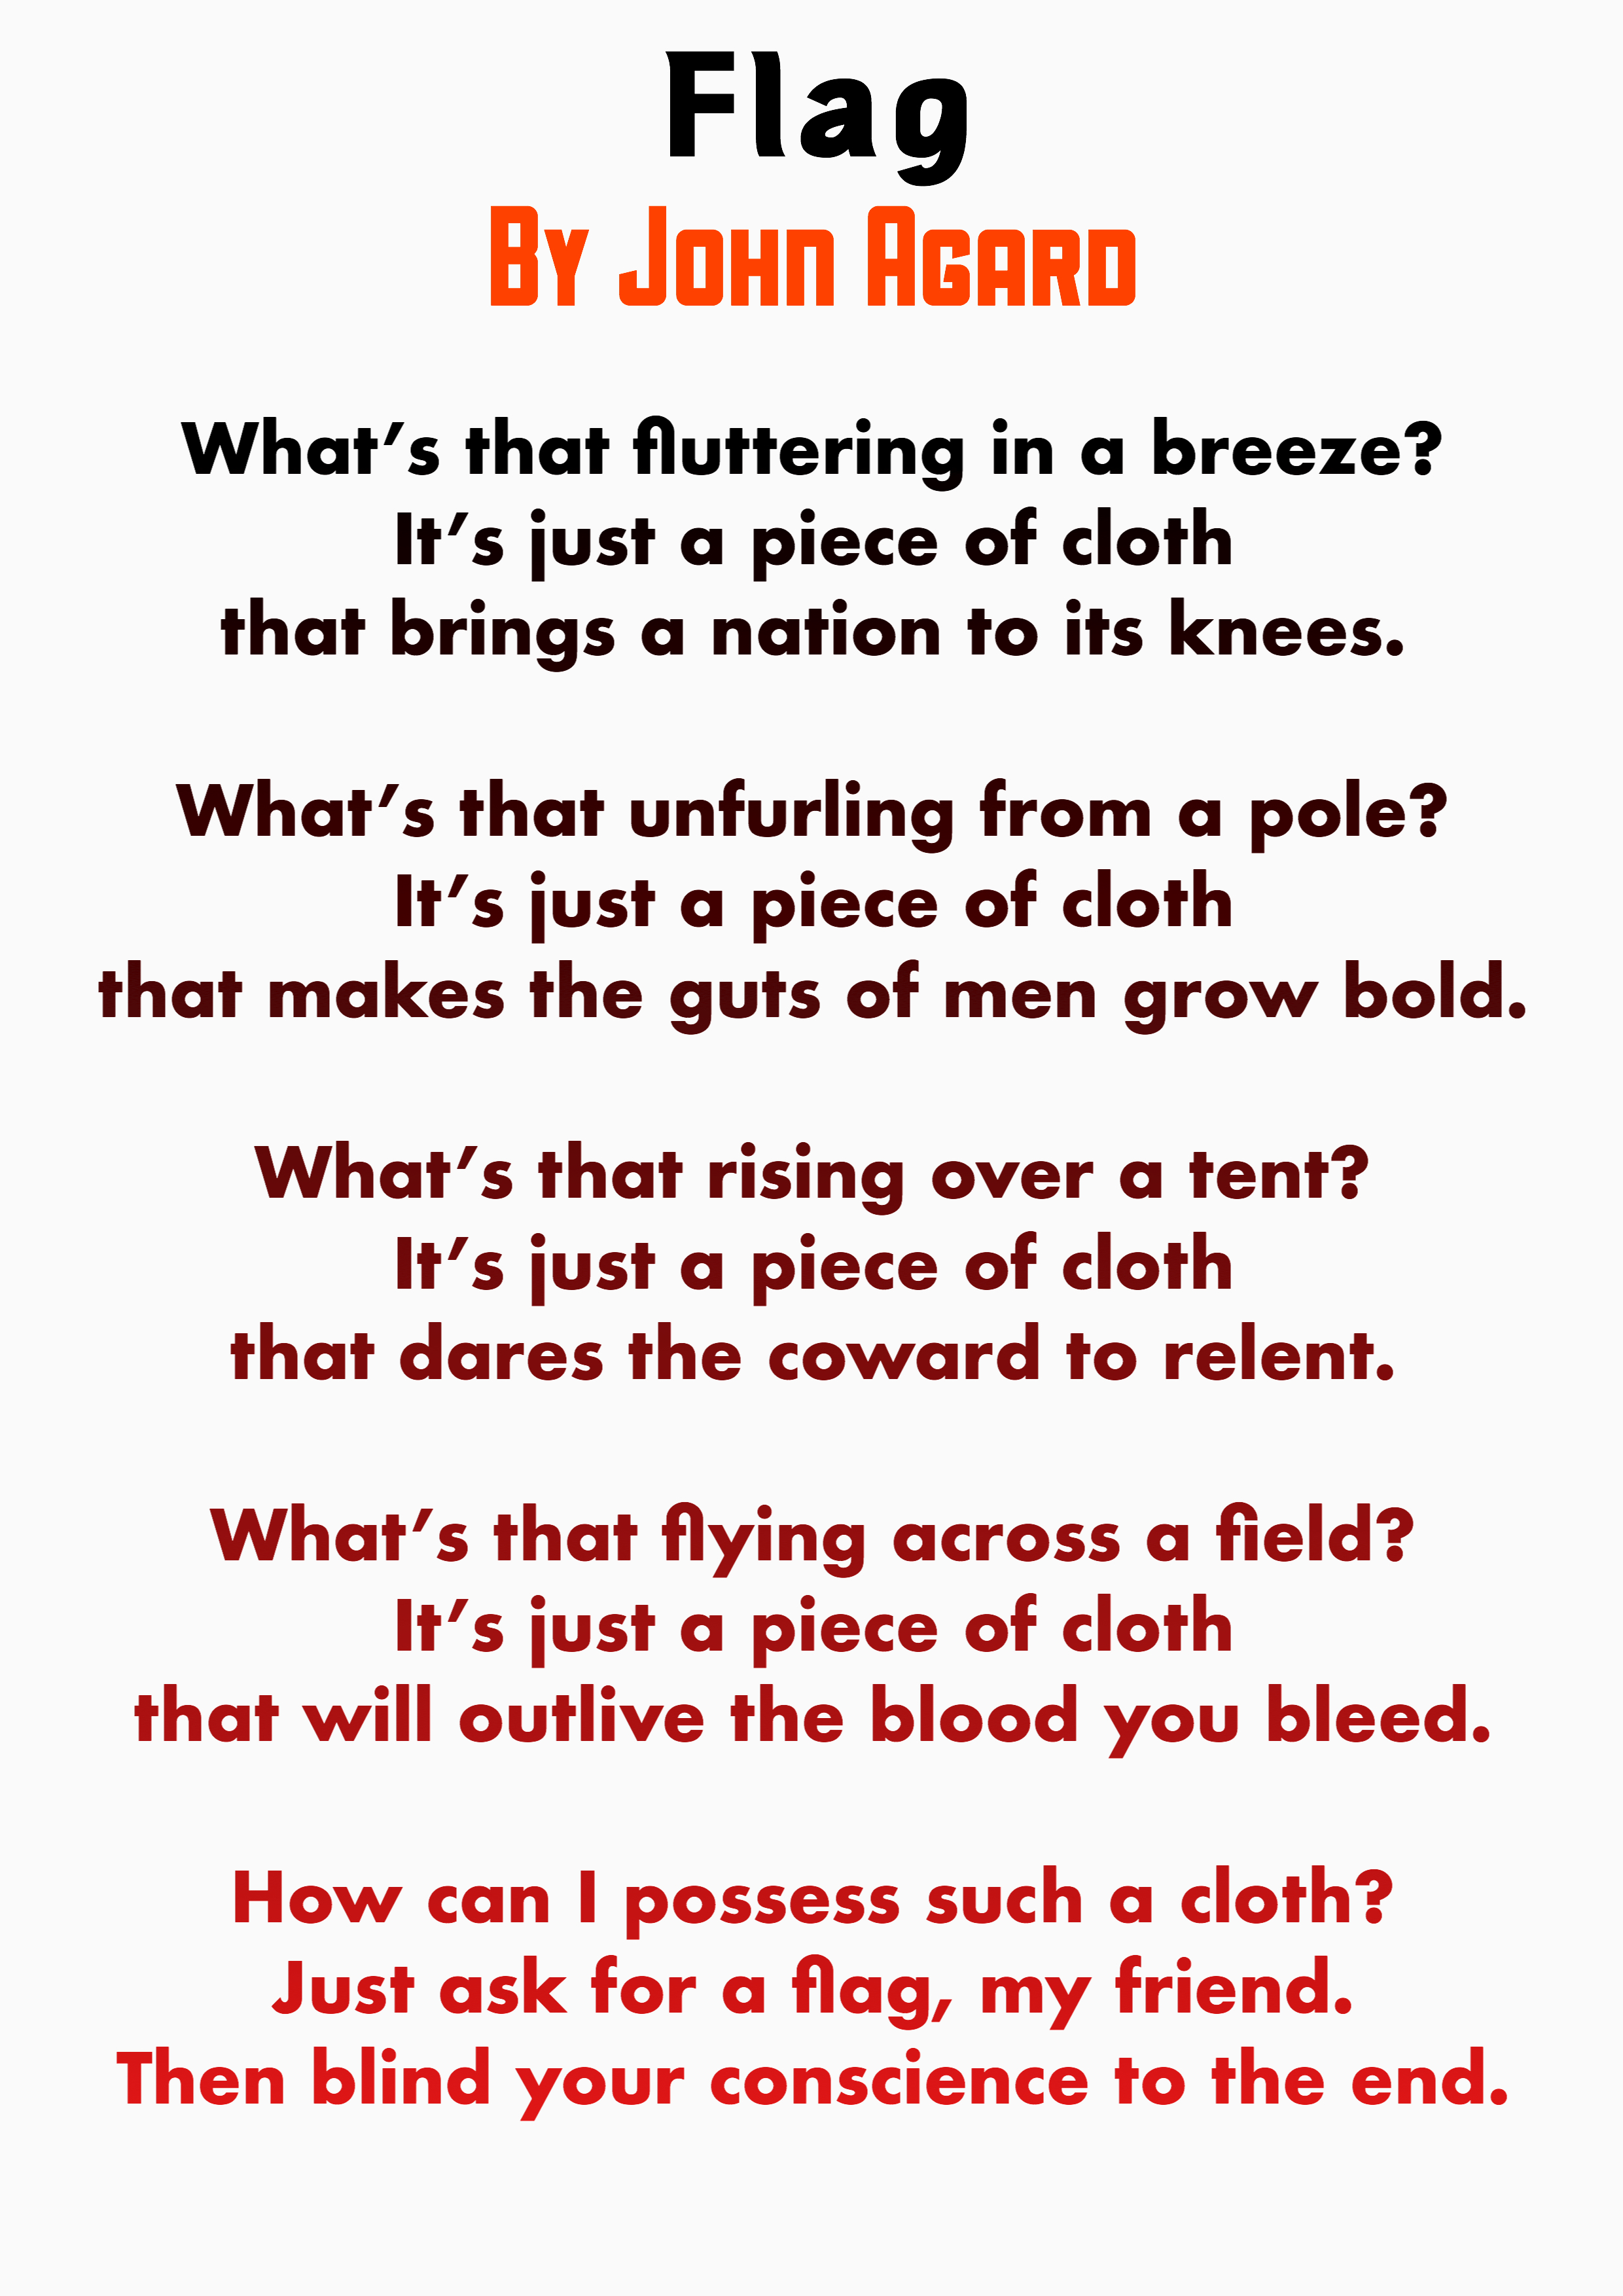 Flag
By John Agard
What's that fluttering in a breeze?
It's just a piece of cloth
that brings a nation to its knees.
What's that unfurling from a pole?
It's just a piece of cloth
that makes the guts of men grow bold.
What's that rising over a tent?
It's just a piece of cloth
that dares the coward to relent.
What's that flying across a field?
It's just a piece of cloth
that will outlive the blood you bleed.
How can I possess such a cloth?
Just ask for a flag, my friend.
Then blind your conscience to the end.